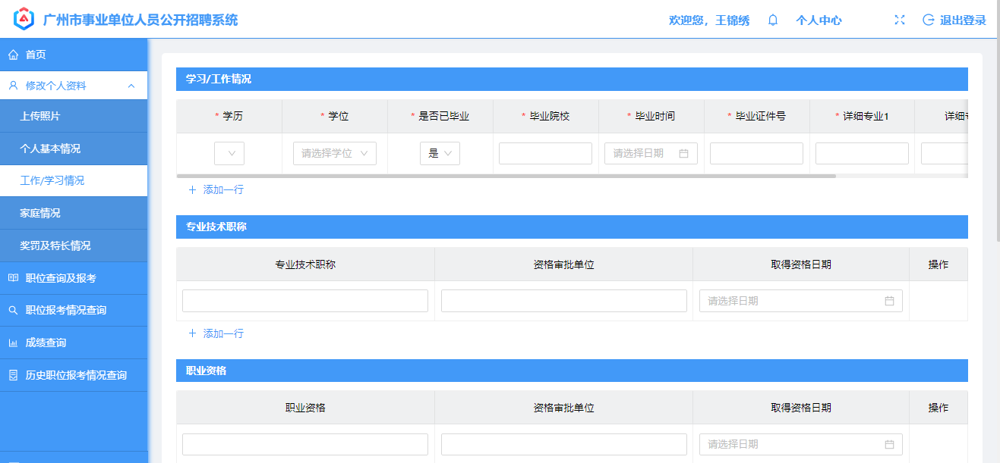 广州市事业单位人员公开招聘系统
欢迎您，王锦绣 个人中心 退出登录
首页
修改个人资料
上传照片
个人基本情况
工作/学习情况
家庭情况
奖罚及特长情况
职位查询及报考
职位报考情况查询
成绩查询
历史职位报考情况查询
学习/工作情况
* 学历 * 学位 * 是否已毕业 * 毕业院校 * 毕业时间 * 毕业证件号 * 详细专业1 详细
请选择学位 是 请选择日期
+ 添加一行
专业技术职称
专业技术职称 资格审批单位 取得资格日期 操作
请选择日期
+ 添加一行
职业资格
职业资格 资格审批单位 取得资格日期 操作
请选择日期